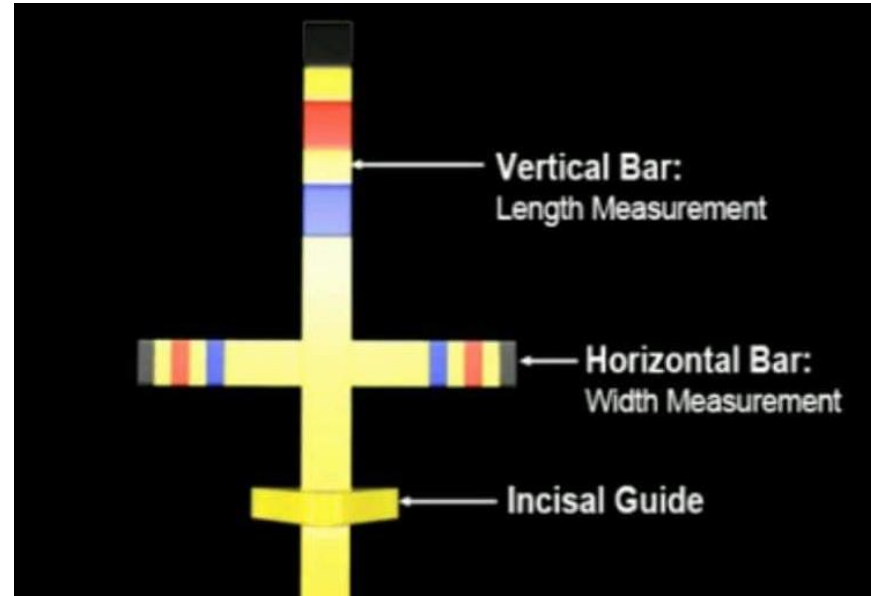 Vertical Bar:
Length Measurement
Horizontal Bar:
Width Measurement
Incisal Guide